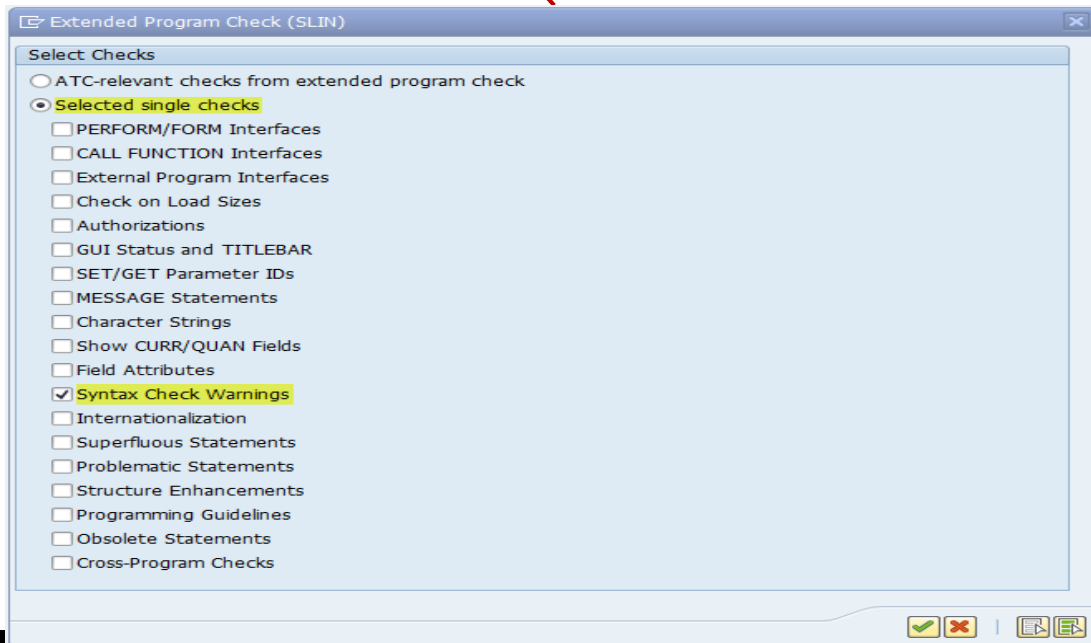 Extended Program Check (SLIN)
Select Checks
ATC-relevant checks from extended program check
Selected single checks
PERFORM/FORM Interfaces
CALL FUNCTION Interfaces
External Program Interfaces
Check on Load Sizes
Authorizations
GUI Status and TITLEBAR
SET/GET Parameter IDs
MESSAGE Statements
Character Strings
Show CURR/QUAN Fields
Field Attributes
Syntax Check Warnings
Internationalization
Superfluous Statements
Problematic Statements
Structure Enhancements
Programming Guidelines
Obsolete Statements
Cross-Program Checks